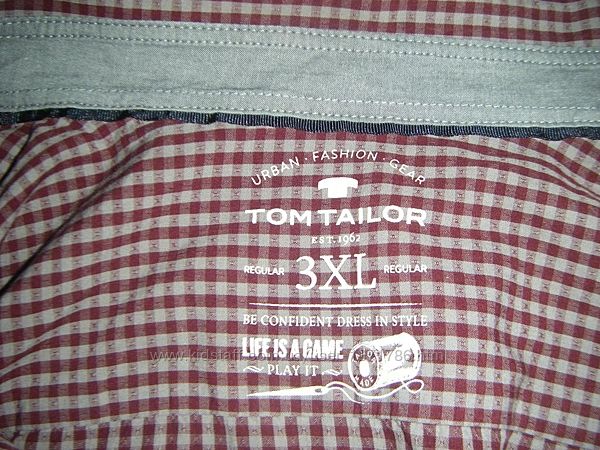 URBAN · FASHION · GEAR
TOM TAILOR
EST. 1962
REGULAR 3XL REGULAR
BE CONFIDENT DRESS IN STYLE
LIFE IS A GAME
PLAY IT